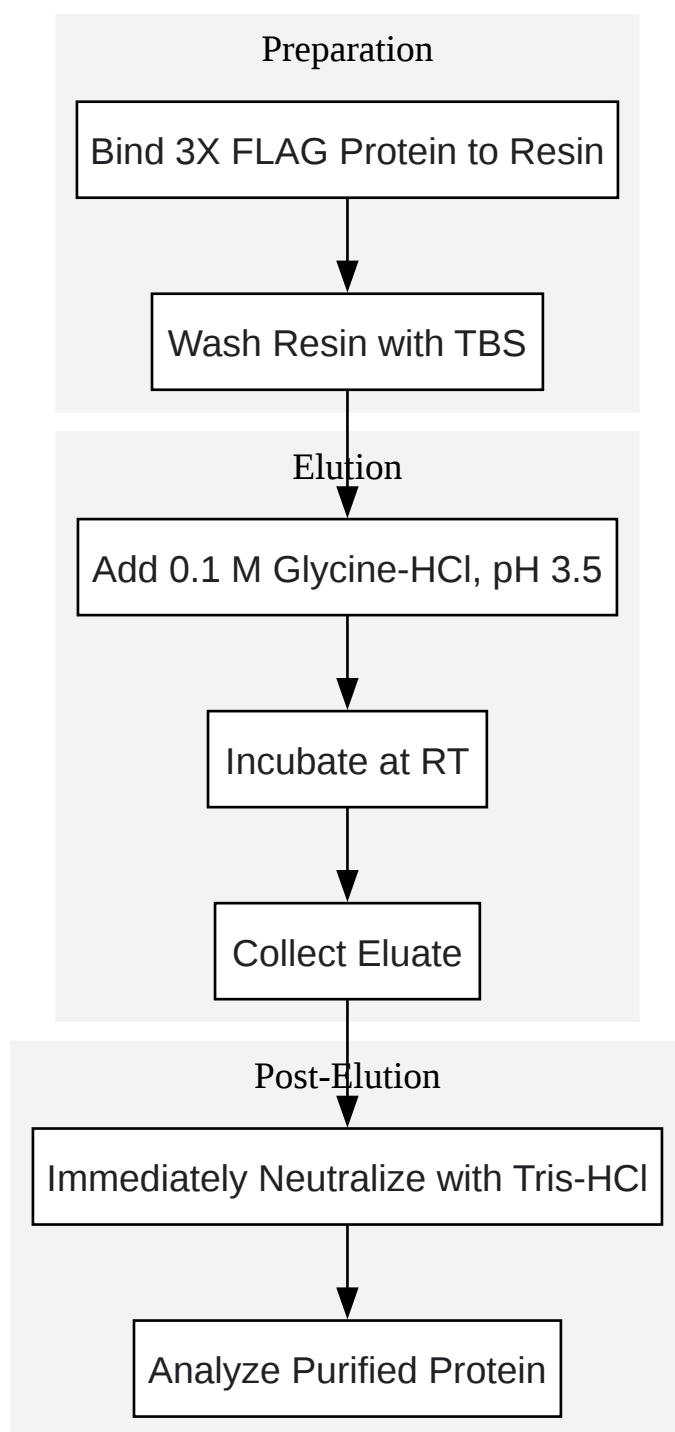 Preparation
Bind 3X FLAG Protein to Resin
Wash Resin with TBS
Elution
Add 0.1 M Glycine-HCl, pH 3.5
Incubate at RT
Collect Eluate
Post-Elution
Immediately Neutralize with Tris-HCl
Analyze Purified Protein